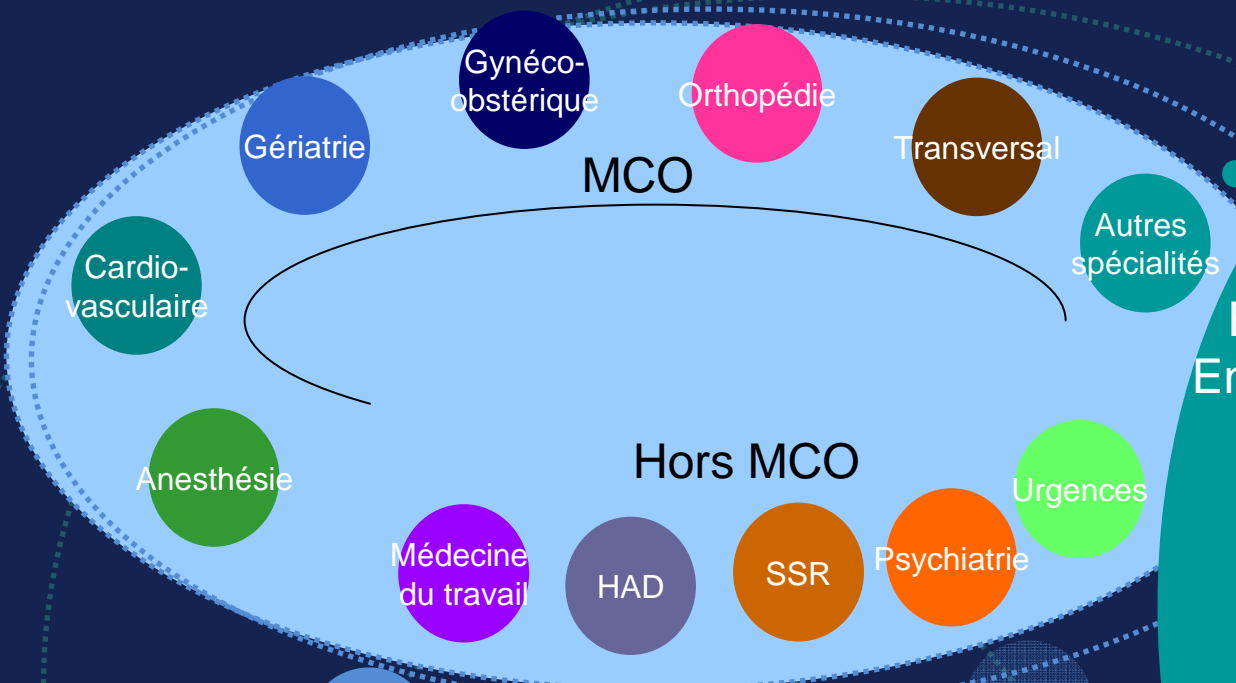 Gynéco-
obstérique
Orthopédie
Gériatrie
Transversal
MCO
Autres
spécialités
Cardio-
vasculaire
Hors MCO
Anesthésie
Urgences
Médecine
du travail
HAD
SSR
Psychiatrie